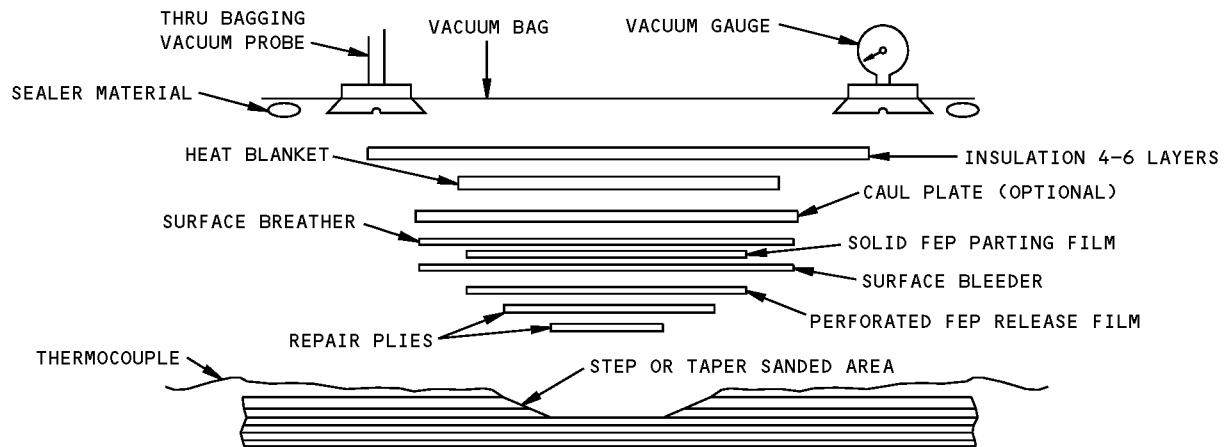 THRU BAGGING
VACUUM PROBE
VACUUM BAG
VACUUM GAUGE
SEALER MATERIAL
HEAT BLANKET
INSULATION 4-6 LAYERS
CAUL PLATE (OPTIONAL)
SURFACE BREATHER
SOLID FEP PARTING FILM
SURFACE BLEEDER
PERFORATED FEP RELEASE FILM
REPAIR PLIES
THERMOCOUPLE
STEP OR TAPER SANDED AREA